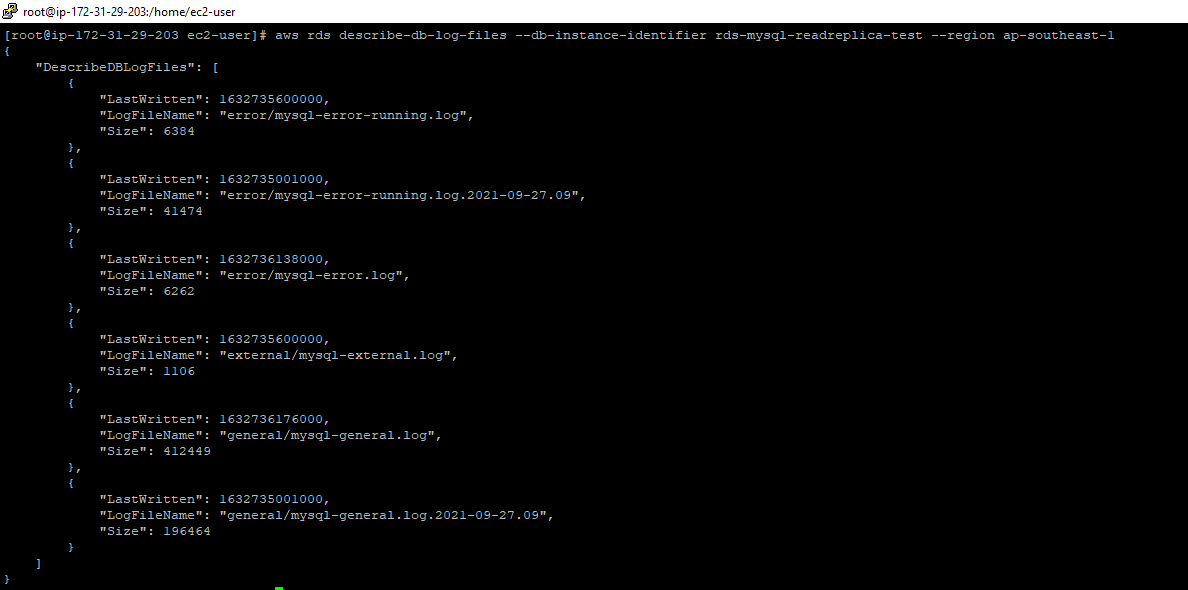 root@ip-172-31-29-203:/home/ec2-user
[root@ip-172-31-29-203 ec2-user]# aws rds describe-db-log-files --db-instance-identifier rds-mysql-readreplica-test --region ap-southeast-1
{
    "DescribeDBLogFiles": [
        {
            "LastWritten": 1632735600000,
            "LogFileName": "error/mysql-error-running.log",
            "Size": 6384
        },
        {
            "LastWritten": 1632735001000,
            "LogFileName": "error/mysql-error-running.log.2021-09-27.09",
            "Size": 41474
        },
        {
            "LastWritten": 1632736138000,
            "LogFileName": "error/mysql-error.log",
            "Size": 6262
        },
        {
            "LastWritten": 1632735600000,
            "LogFileName": "external/mysql-external.log",
            "Size": 1106
        },
        {
            "LastWritten": 1632736176000,
            "LogFileName": "general/mysql-general.log",
            "Size": 412449
        },
        {
            "LastWritten": 1632735001000,
            "LogFileName": "general/mysql-general.log.2021-09-27.09",
            "Size": 196464
        }
    ]
}